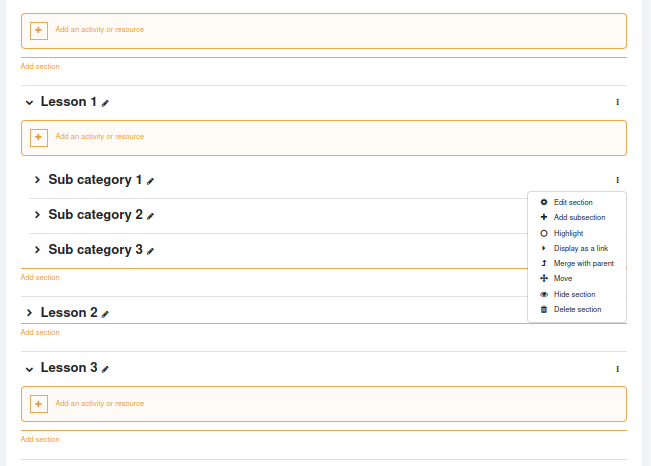 Add an activity or resource
Add section
Lesson 1
Add an activity or resource
Sub category 1
Edit section
Add subsection
Highlight
Display as a link
Merge with parent
Move
Hide section
Delete section
Sub category 2
Sub category 3
Add section
Lesson 2
Add section
Lesson 3
Add an activity or resource
Add section